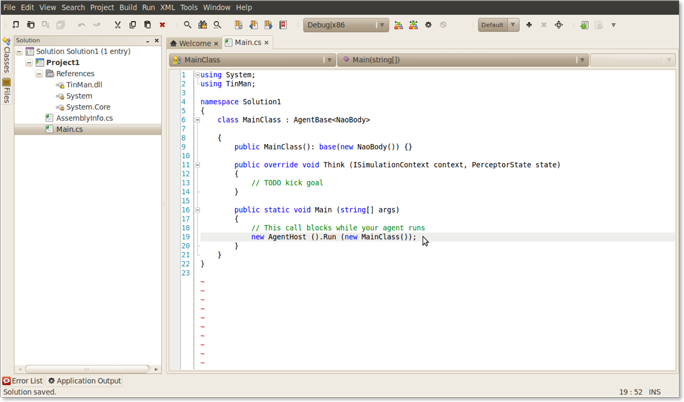 File Edit View Search Project Build Run XML Tools Window Help
Debug|x86
Default
Solution
Classes
Files
Solution Solution1 (1 entry)
Project1
References
TinMan.dll
System
System.Core
AssemblyInfo.cs
Main.cs
Welcome
Main.cs
MainClass
Main(string[])
1 using System;
2 using TinMan;
3
4 namespace Solution1
5 {
6 class MainClass : AgentBase<NaoBody>
7
8 {
9 public MainClass(): base(new NaoBody()) {}
10
11 public override void Think (ISimulationContext context, PerceptorState state)
12 {
13 // TODO kick goal
14 }
15
16 public static void Main (string[] args)
17 {
18 // This call blocks while your agent runs
19 new AgentHost ().Run (new MainClass());
20 }
21 }
22 }
23
~
~
~
~
~
~
~
~
~
~
Error List Application Output
Solution saved.
19 : 52 INS